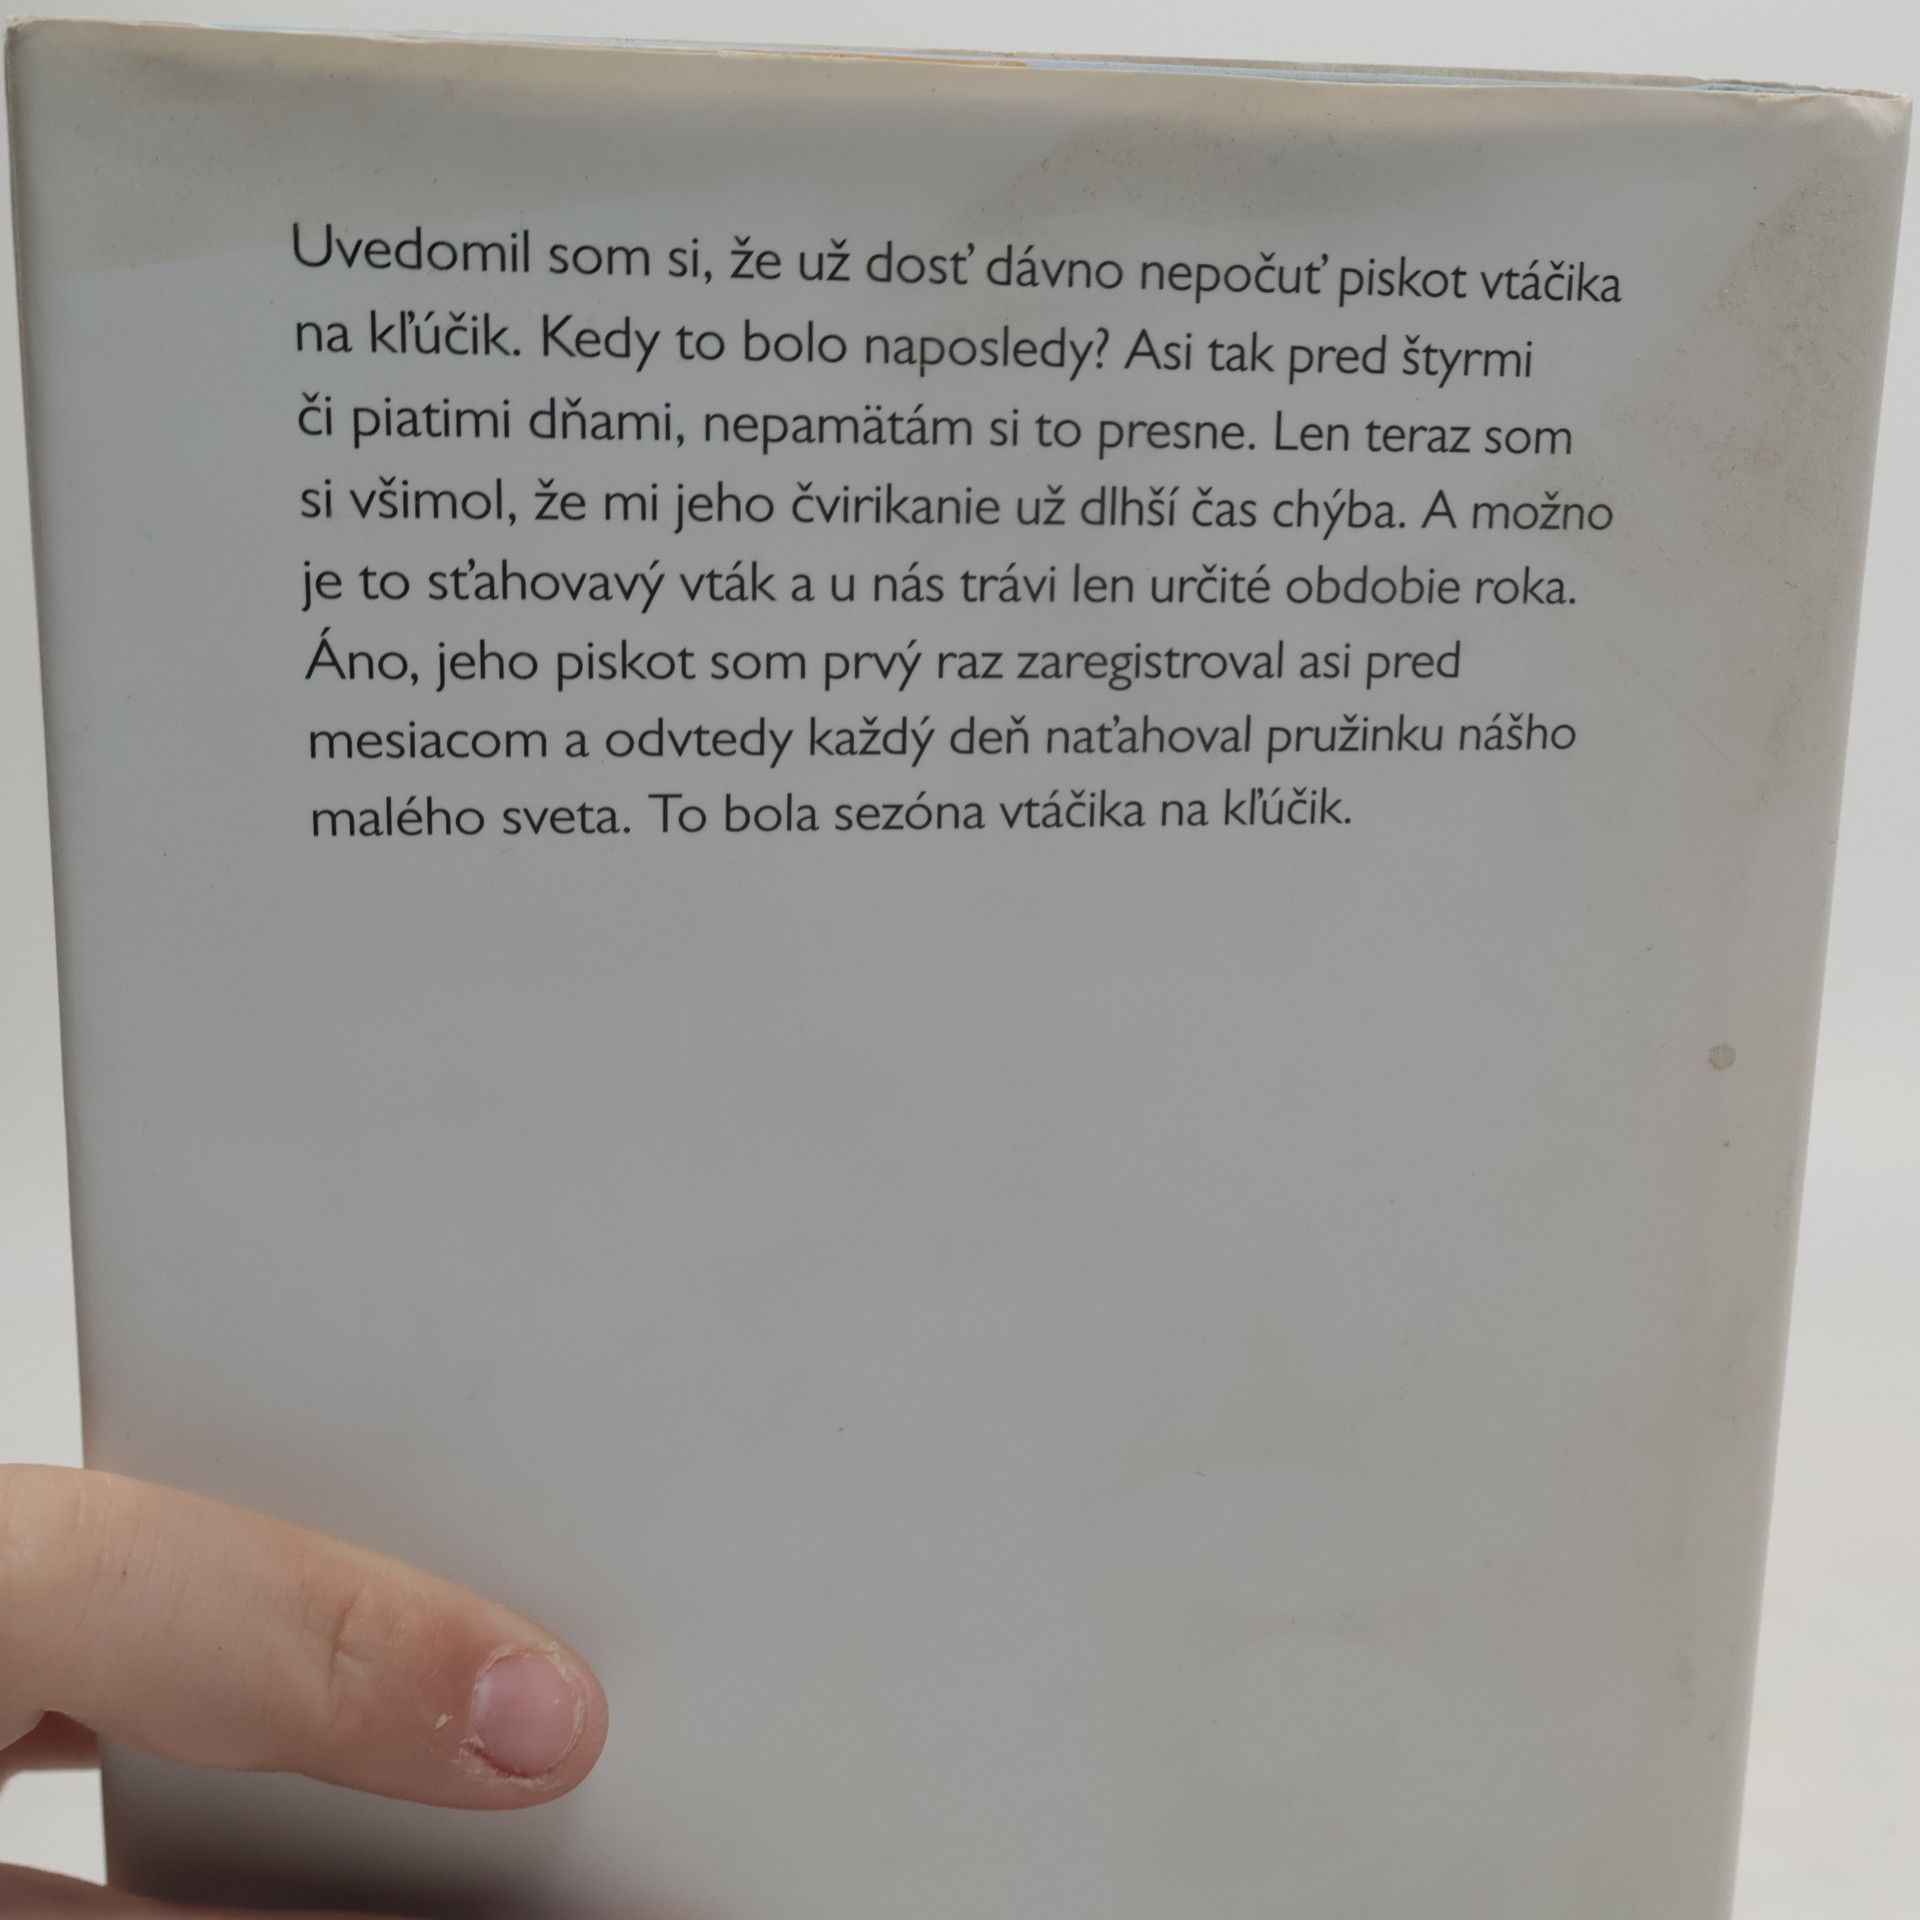 Uvedomil som si, že už dosť dávno nepočuť piskot vtáčika
na kľúčik. Kedy to bolo naposledy? Asi tak pred štyrmi
či piatimi dňami, nepamätám si to presne. Len teraz som
si všimol, že mi jeho čvirikanie už dlhší čas chýba. A možno
je to sťahovavý vták a u nás trávi len určité obdobie roka.
Áno, jeho piskot som prvý raz zaregistroval asi pred
mesiacom a odvtedy každý deň naťahoval pružinku nášho
malého sveta. To bola sezóna vtáčika na kľúčik.